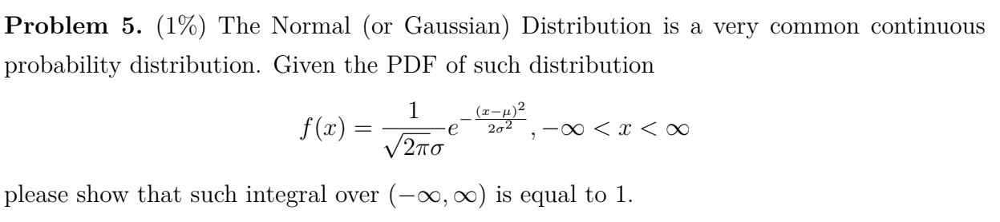 Problem 5. (1%) The Normal (or Gaussian) Distribution is a very common continuous
probability distribution. Given the PDF of such distribution
f(x) = \frac{1}{\sqrt{2\pi}\sigma} e^{-\frac{(x-\mu)^2}{2\sigma^2}}, -\infty < x < \infty
please show that such integral over (−∞, ∞) is equal to 1.